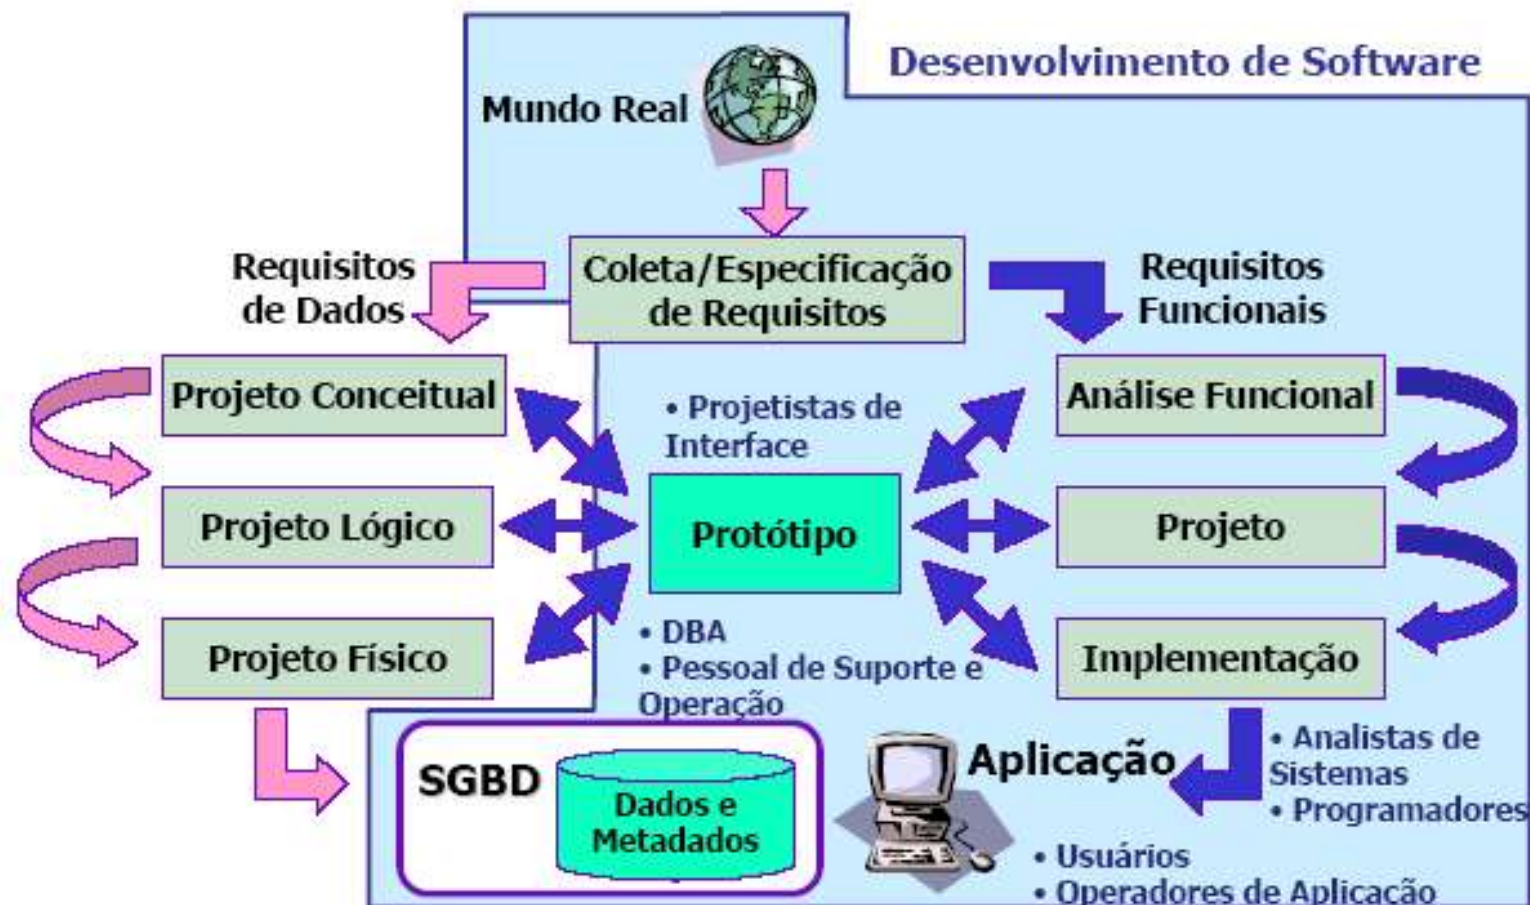 Desenvolvimento de Software
Mundo Real
Requisitos
de Dados
Coleta/Especificação
de Requisitos
Requisitos
Funcionais
Projeto Conceitual
• Projetistas de
Interface
Análise Funcional
Projeto Lógico
Protótipo
Projeto
Projeto Físico
• DBA
• Pessoal de Suporte e
Operação
Implementação
SGBD
Dados e
Metadados
Aplicação
• Analistas de
Sistemas
• Programadores
• Usuários
• Operadores de Aplicação